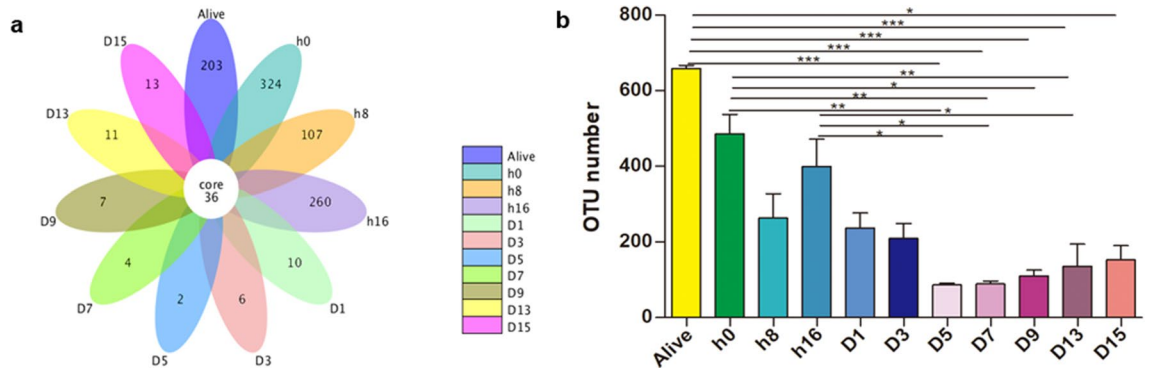 a
Alive
D15
h0
203
13
324
D13
h8
11
107
core
36
7
260
D9
h16
4
10
2
6
D7
D1
D5
D3
Alive
h0
h8
h16
D1
D3
D5
D7
D9
D13
D15
b
OTU number
800
600
400
200
0
*
***
***
***
***
**
*
**
**
*
*
*
Alive
h0
h8
h16
D1
D3
D5
D7
D9
D13
D15